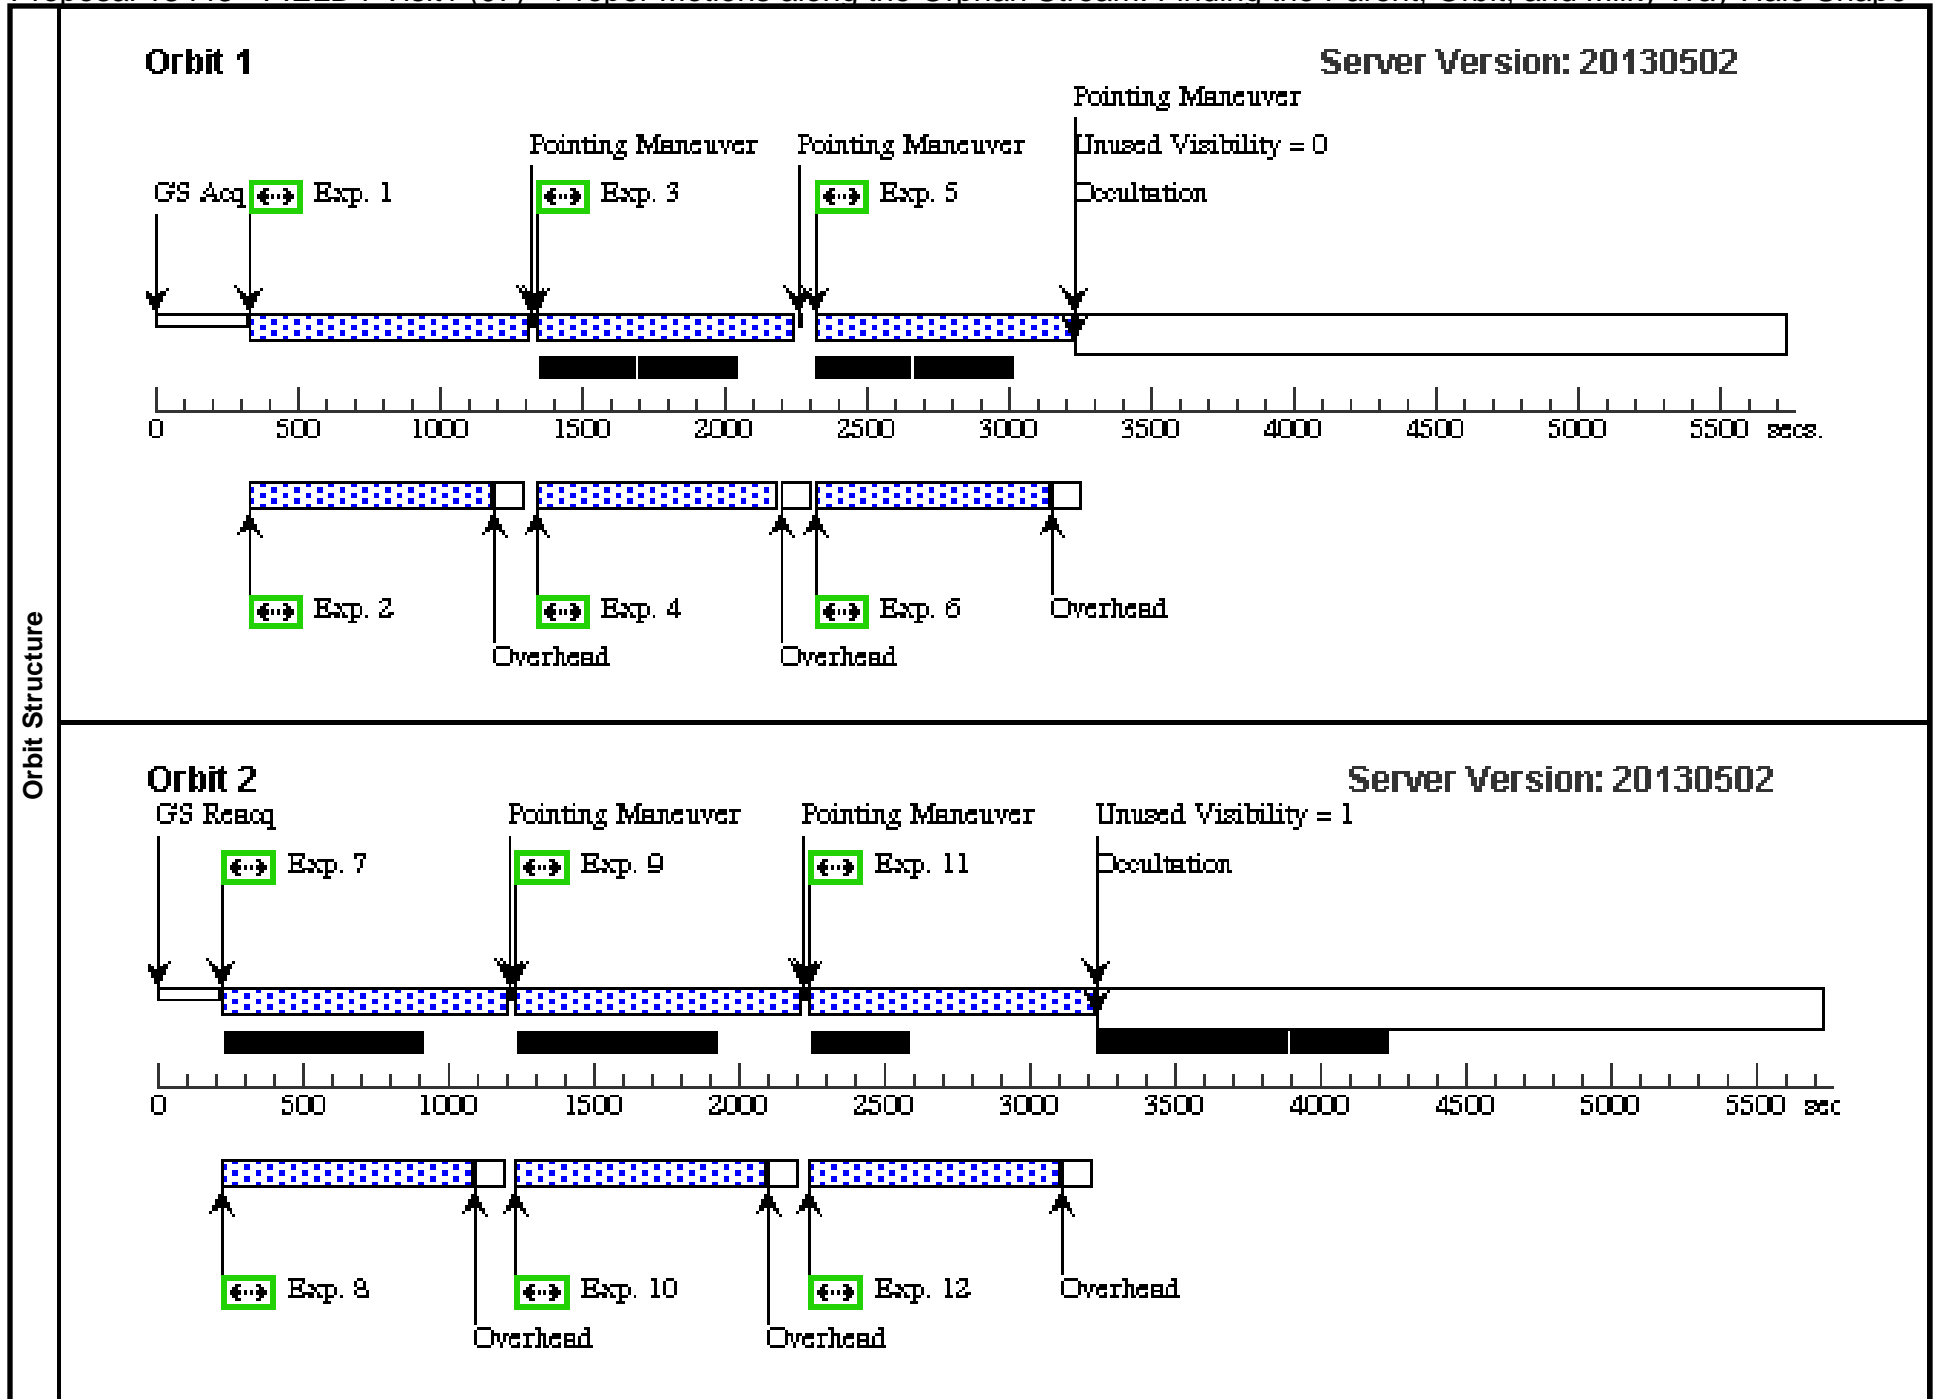 Orbit Structure
Orbit 1
Server Version: 20130502
Pointing Maneuver
Pointing Maneuver
Pointing Maneuver
Unused Visibility = 0
GS Acq
Exp. 1
Exp. 3
Exp. 5
Occultation
0 500 1000 1500 2000 2500 3000 3500 4000 4500 5000 5500 secs.
Exp. 2
Exp. 4
Exp. 6
Overhead
Overhead
Overhead
Orbit 2
Server Version: 20130502
GS Reacq
Pointing Maneuver
Pointing Maneuver
Unused Visibility = 1
Exp. 7
Exp. 9
Exp. 11
Occultation
0 500 1000 1500 2000 2500 3000 3500 4000 4500 5000 5500 sec
Exp. 8
Exp. 10
Exp. 12
Overhead
Overhead
Overhead